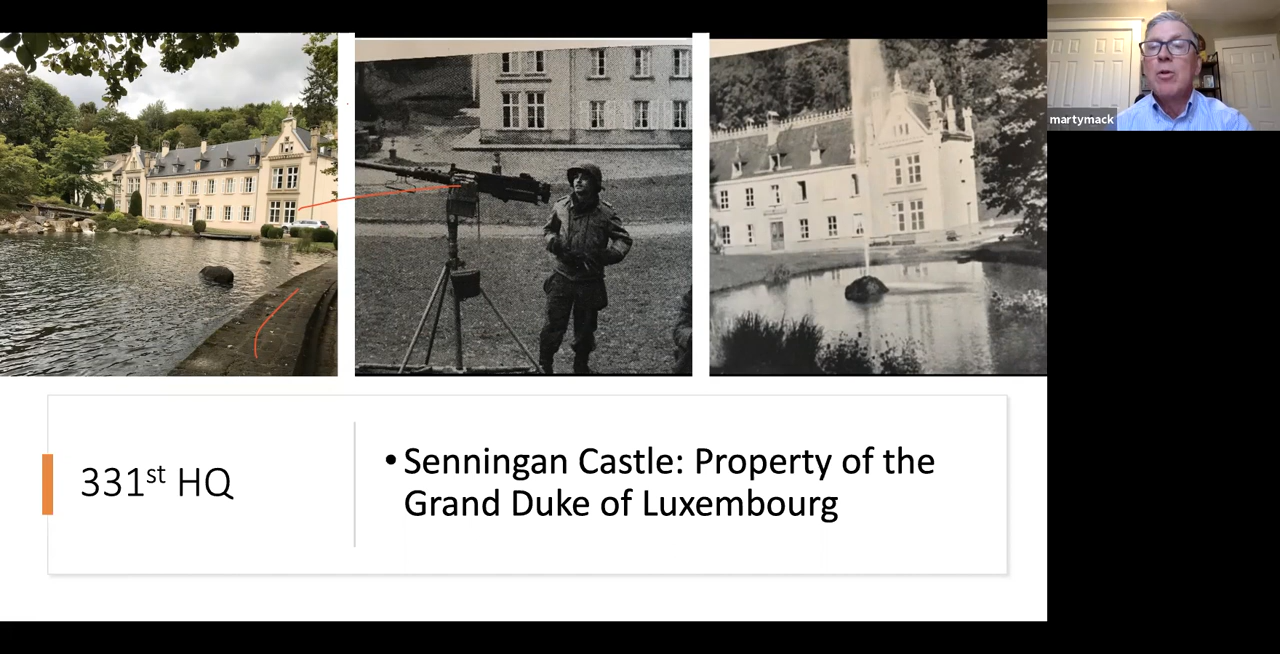 martymack
331st HQ
• Senningan Castle: Property of the
Grand Duke of Luxembourg